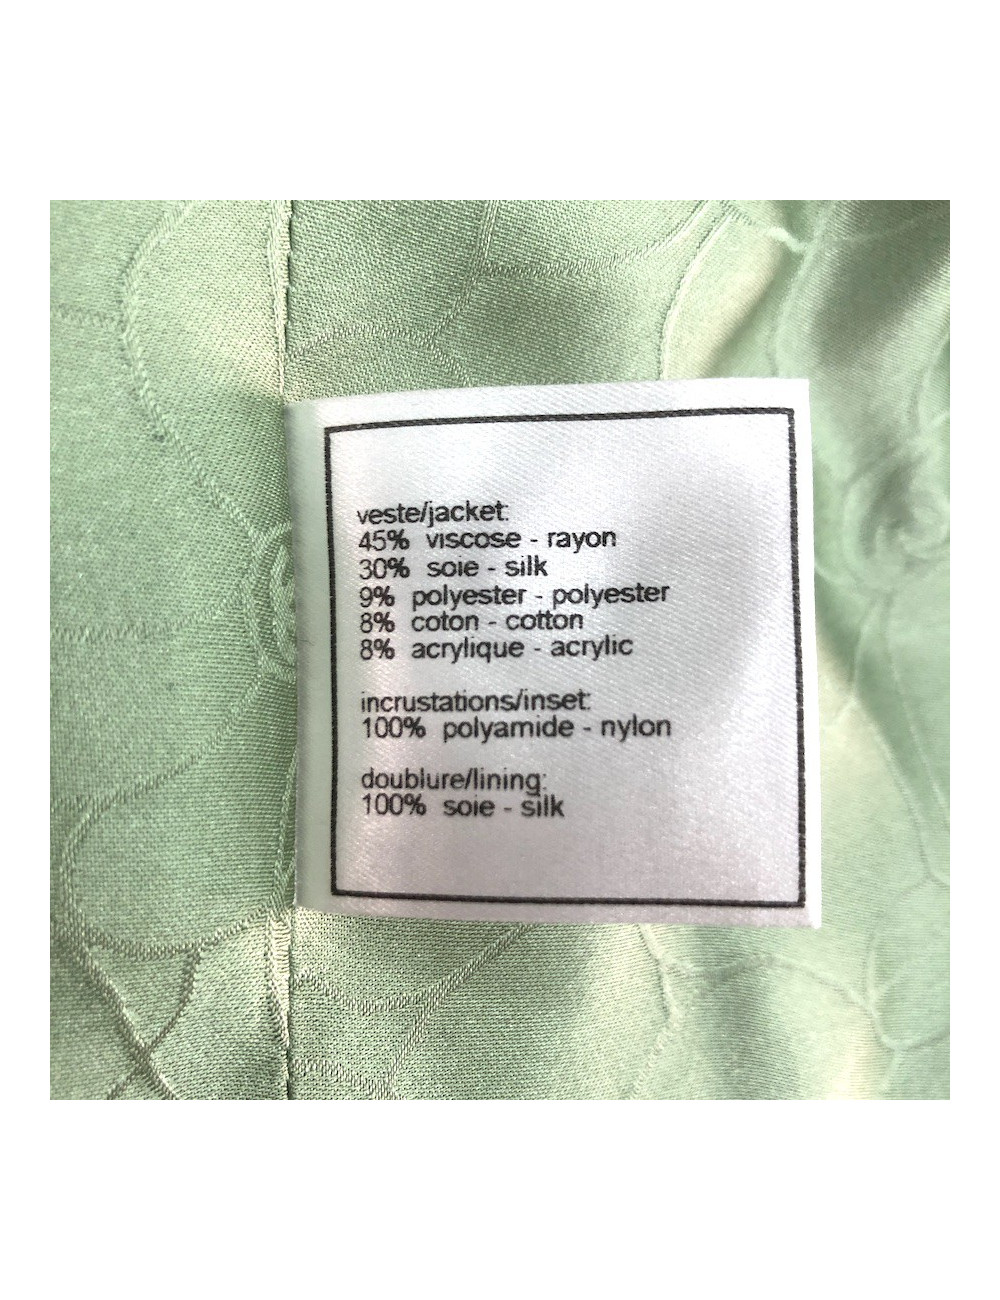 veste/jacket:
45% viscose - rayon
30% soie - silk
9% polyester - polyester
8% coton - cotton
8% acrylique - acrylic
incrustations/inset:
100% polyamide - nylon
doublure/lining:
100% soie - silk